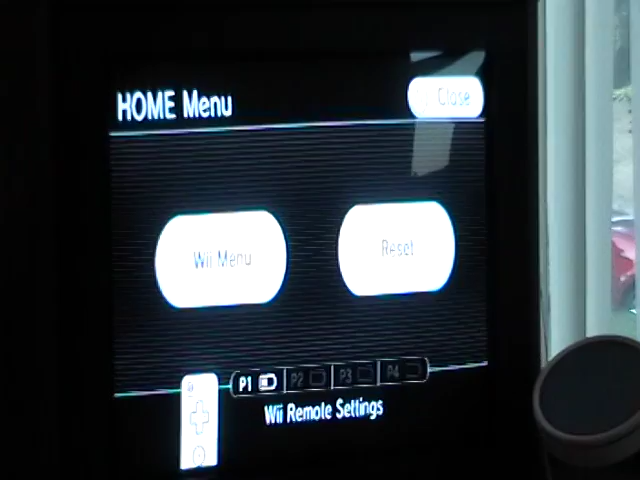 HOME Menu
Close
Wii Menu
Reset
P1 P2 P3 P4
Wii Remote Settings